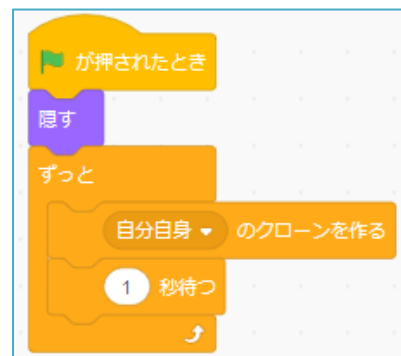 が押されたとき
隠す
ずっと
自分自身 のクローンを作る
1 秒待つ